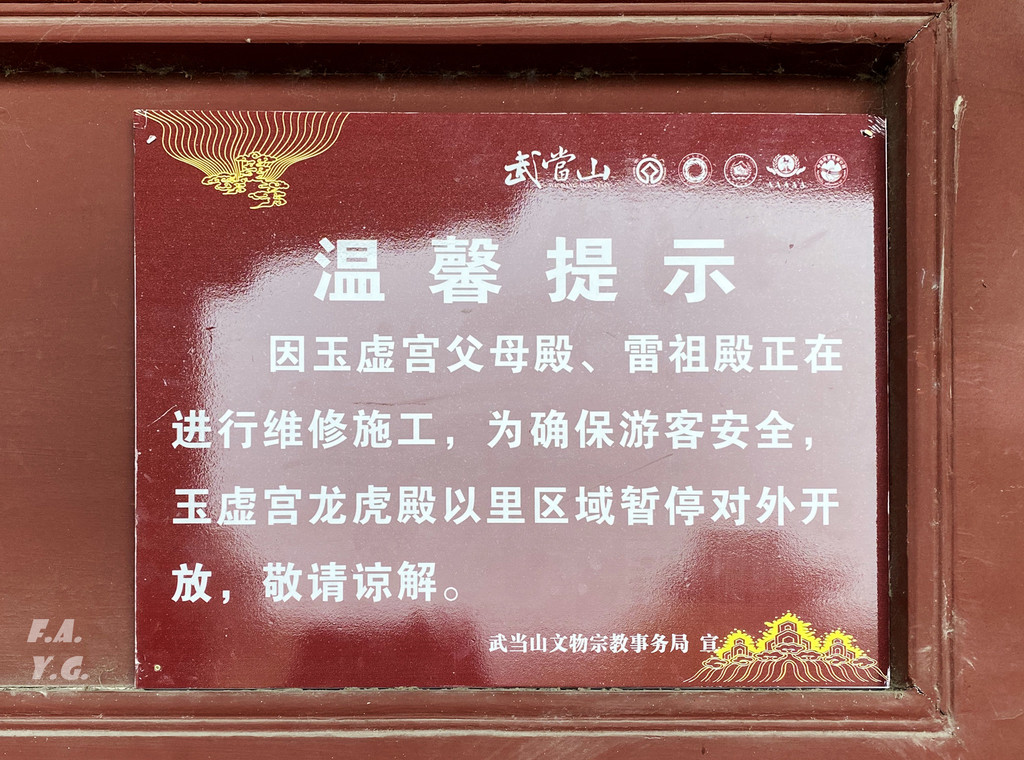 武當山
温馨提示
因玉虚宫父母殿、雷祖殿正在
进行维修施工，为确保游客安全，
玉虚宫龙虎殿以里区域暂停对外开
放，敬请谅解。
武当山文物宗教事务局 宣
F.A.
Y.G.